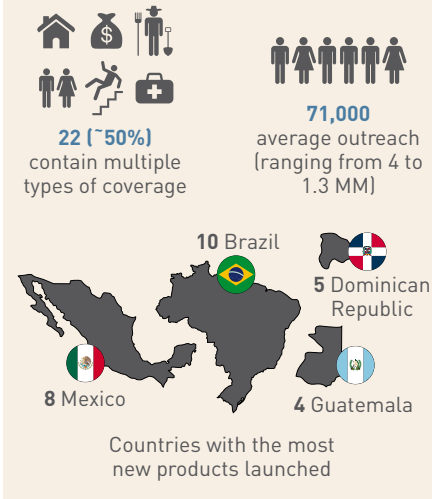 22 (~50%)
contain multiple
types of coverage
71,000
average outreach
(ranging from 4 to
1.3 MM)
10 Brazil
5 Dominican
Republic
8 Mexico
4 Guatemala
Countries with the most
new products launched